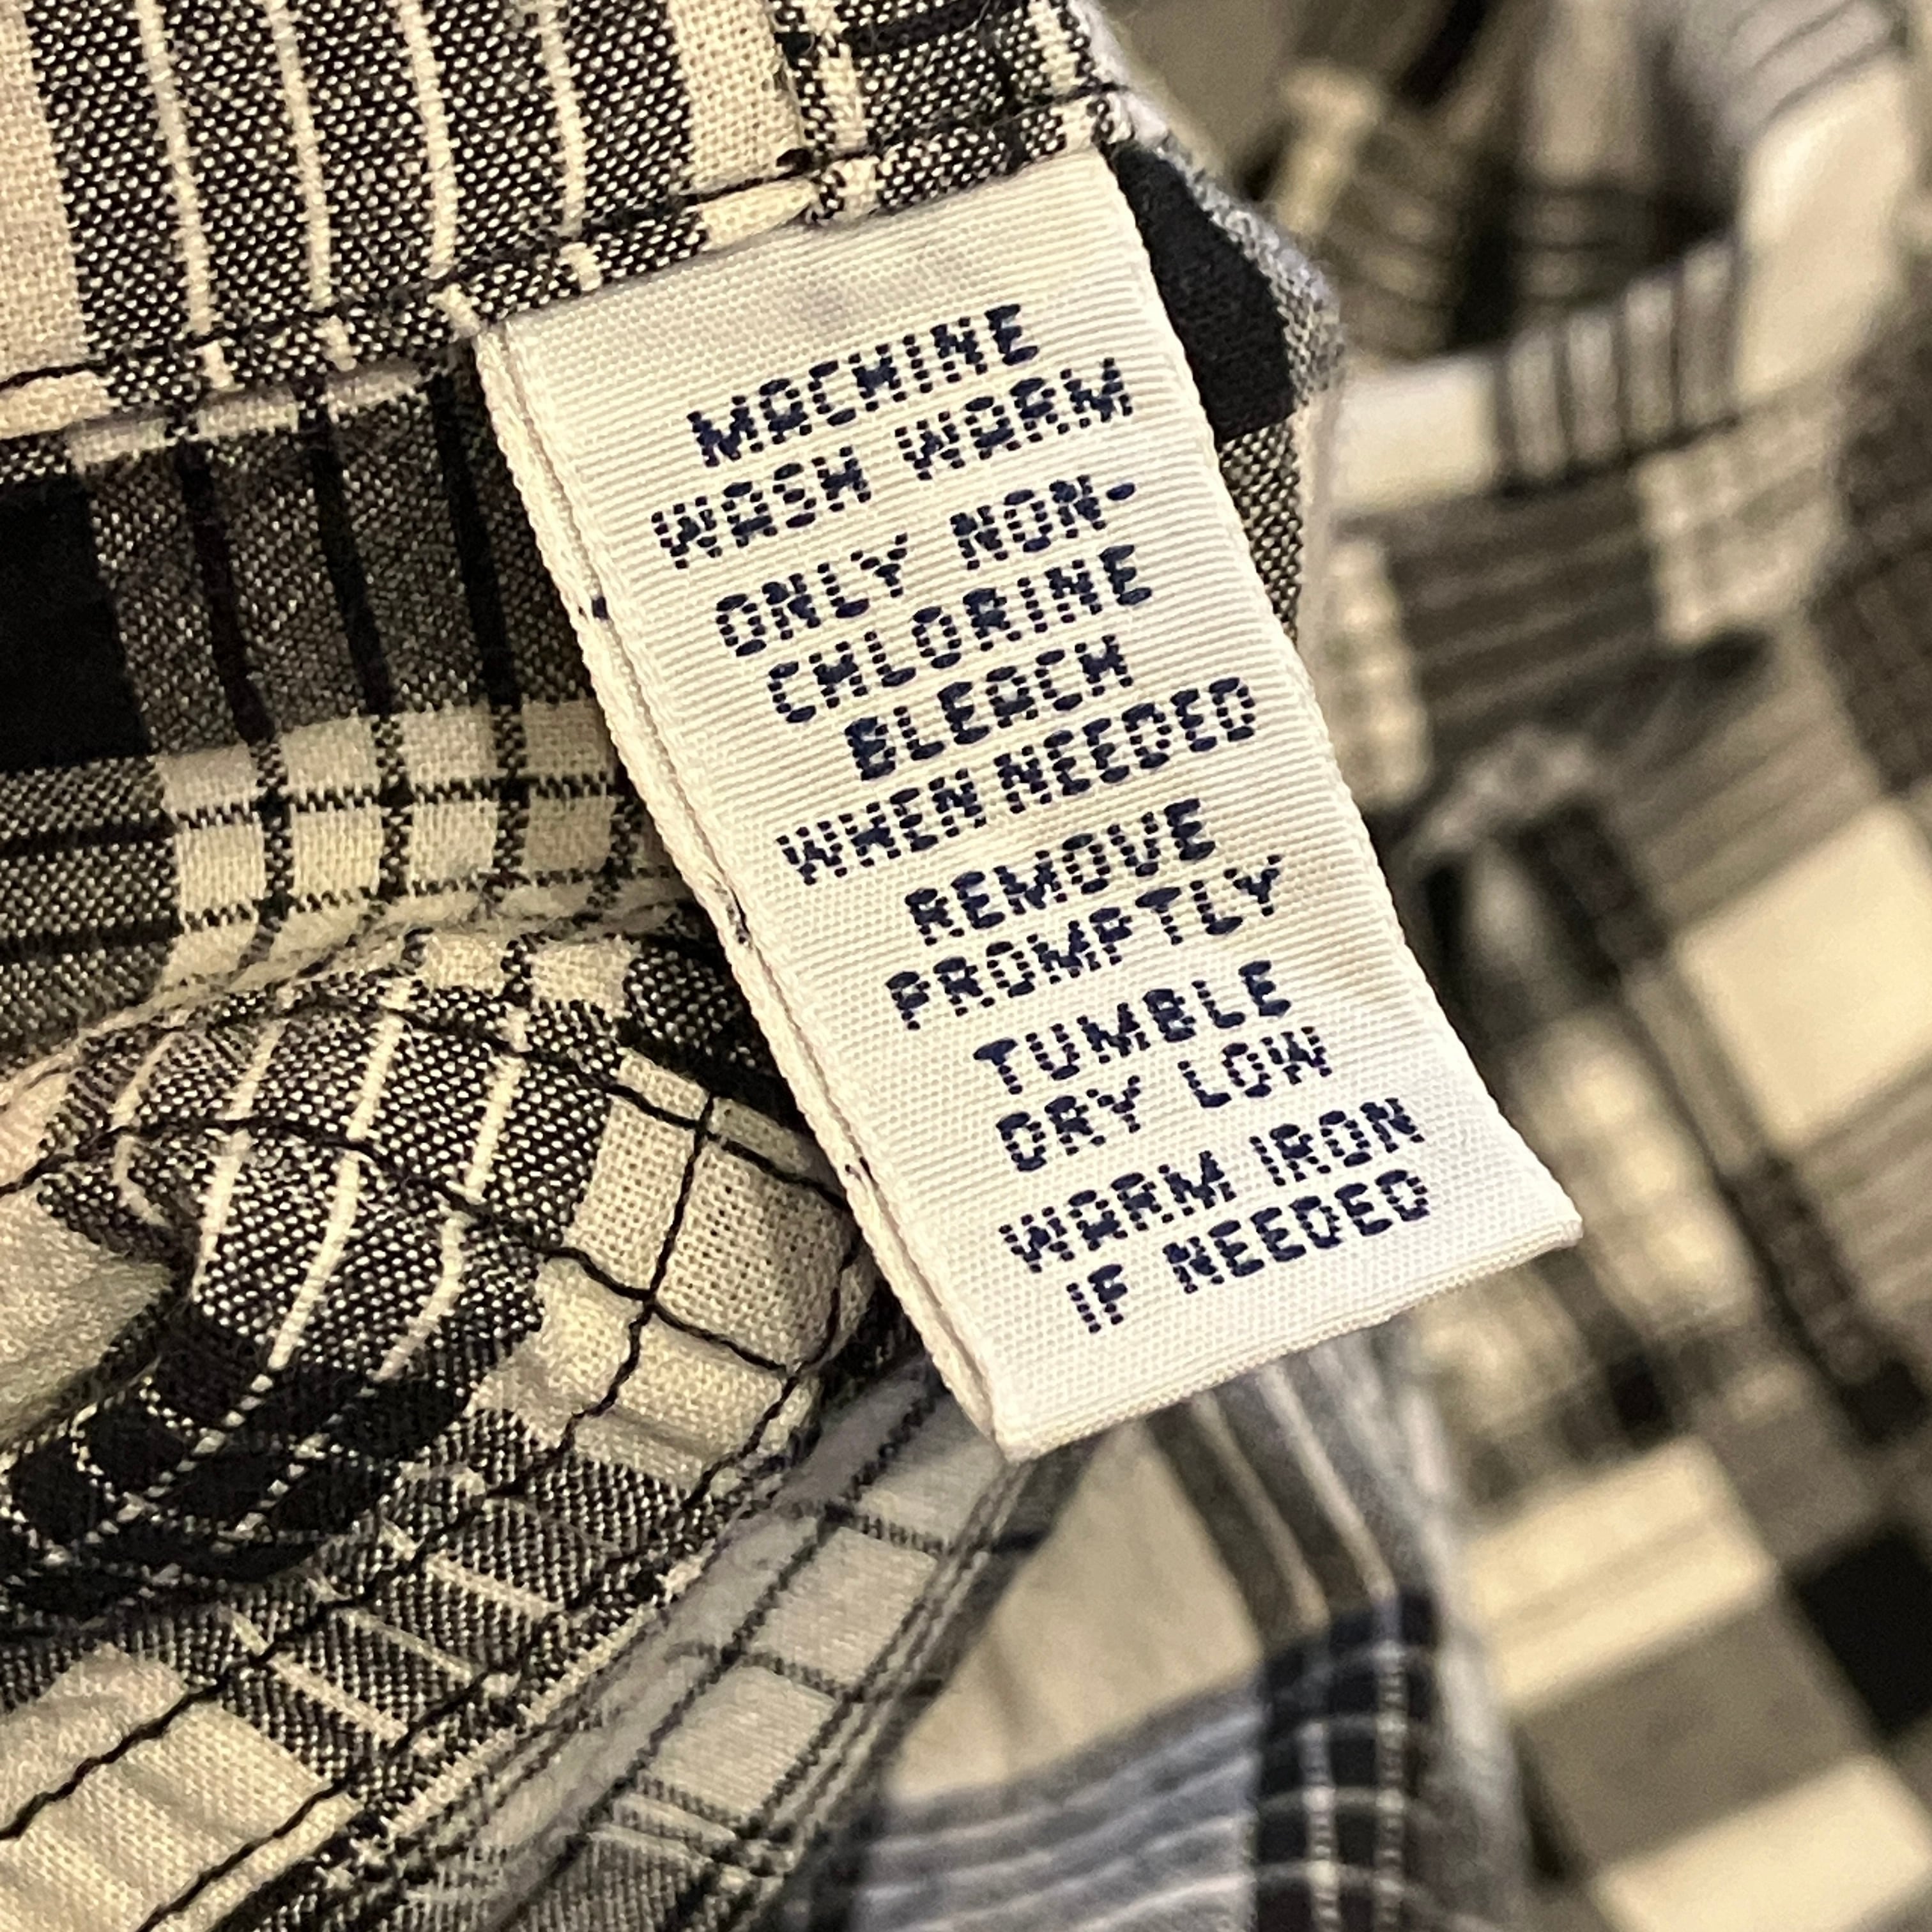 MACHINE
WASH WARM
ONLY NON-
CHLORINE
BLEACH
WHEN NEEDED
REMOVE
PROMPTLY
TUMBLE
DRY LOW
WARM IRON
IF NEEDED